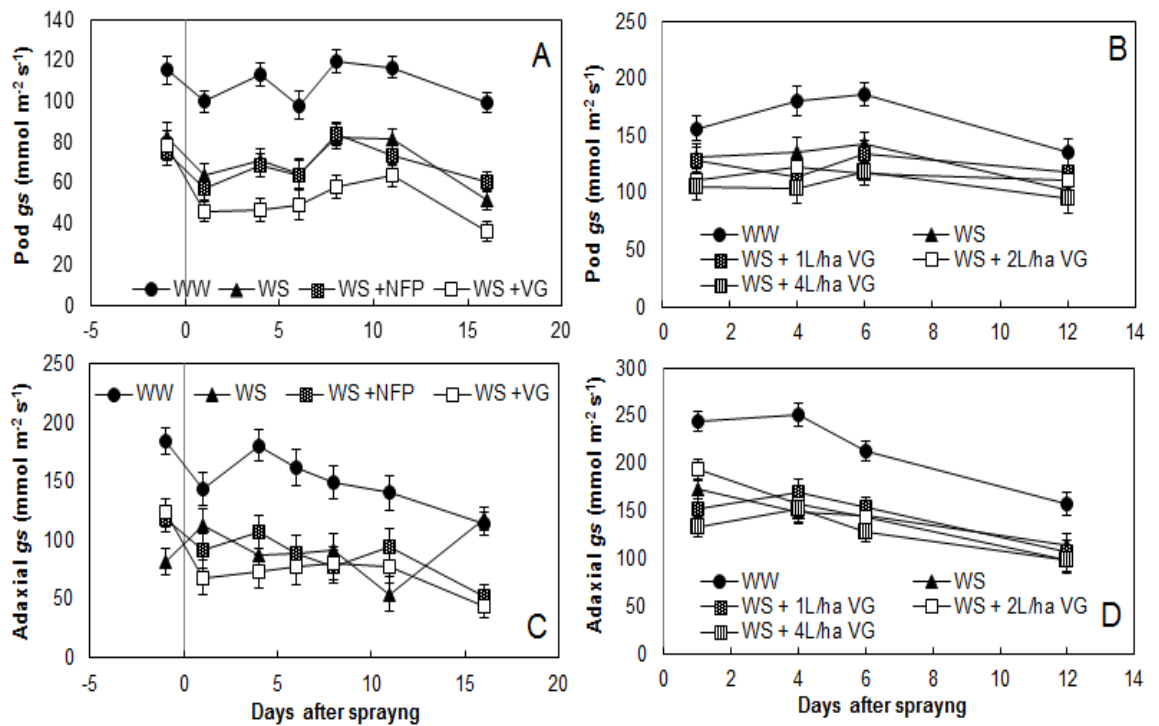 A
Pod gs (mmol m-2 s-1)
140
120
100
80
60
40
20
0
WW WS WS +NFP WS +VG
-5 0 5 10 15 20
B
Pod gs (mmol m-2 s-1)
250
200
150
100
50
0
WW WS
WS + 1L/ha VG WS + 2L/ha VG
WS + 4L/ha VG
0 2 4 6 8 10 12 14
C
Adaxial gs (mmol m-2 s-1)
250
200
150
100
50
0
WW WS WS +NFP WS +VG
-5 0 5 10 15 20
Days after sprayng
D
Adaxial gs (mmol m-2 s-1)
300
250
200
150
100
50
0
WW WS
WS + 1L/ha VG WS + 2L/ha VG
WS + 4L/ha VG
0 2 4 6 8 10 12 14
Days after sprayng